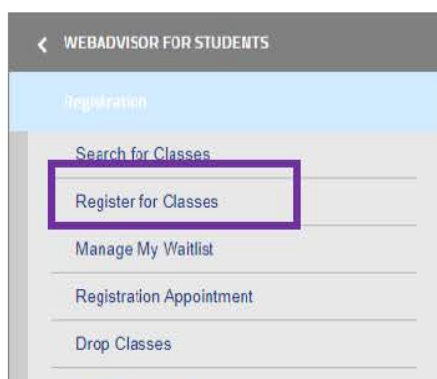 WEBADVISOR FOR STUDENTS
Registration
Search for Classes
Register for Classes
Manage My Waitlist
Registration Appointment
Drop Classes